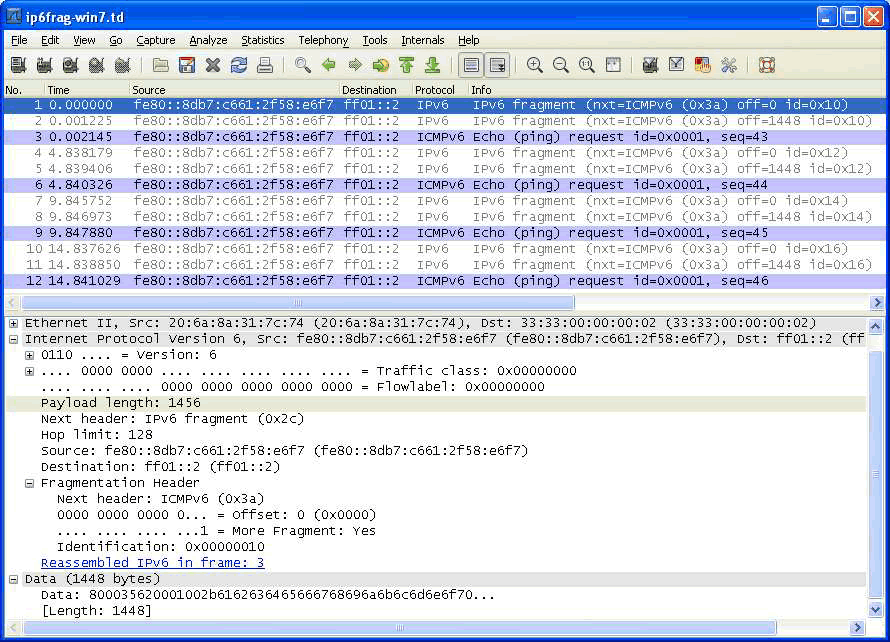 ip6frag-win7.td
File Edit View Go Capture Analyze Statistics Telephony Tools Internals Help
No. Time Source Destination Protocol Info
1 0.000000 fe80::8db7:c661:2f58:e6f7 ff01::2 IPv6 IPv6 fragment (nxt=ICMPv6 (0x3a) off=0 id=0x10)
2 0.001225 fe80::8db7:c661:2f58:e6f7 ff01::2 IPv6 IPv6 fragment (nxt=ICMPv6 (0x3a) off=1448 id=0x10)
3 0.002145 fe80::8db7:c661:2f58:e6f7 ff01::2 ICMPv6 Echo (ping) request id=0x0001, seq=43
4 4.838179 fe80::8db7:c661:2f58:e6f7 ff01::2 IPv6 IPv6 fragment (nxt=ICMPv6 (0x3a) off=0 id=0x12)
5 4.839406 fe80::8db7:c661:2f58:e6f7 ff01::2 IPv6 IPv6 fragment (nxt=ICMPv6 (0x3a) off=1448 id=0x12)
6 4.840326 fe80::8db7:c661:2f58:e6f7 ff01::2 ICMPv6 Echo (ping) request id=0x0001, seq=44
7 9.845752 fe80::8db7:c661:2f58:e6f7 ff01::2 IPv6 IPv6 fragment (nxt=ICMPv6 (0x3a) off=0 id=0x14)
8 9.846973 fe80::8db7:c661:2f58:e6f7 ff01::2 IPv6 IPv6 fragment (nxt=ICMPv6 (0x3a) off=1448 id=0x14)
9 9.847880 fe80::8db7:c661:2f58:e6f7 ff01::2 ICMPv6 Echo (ping) request id=0x0001, seq=45
10 14.837626 fe80::8db7:c661:2f58:e6f7 ff01::2 IPv6 IPv6 fragment (nxt=ICMPv6 (0x3a) off=0 id=0x16)
11 14.838850 fe80::8db7:c661:2f58:e6f7 ff01::2 IPv6 IPv6 fragment (nxt=ICMPv6 (0x3a) off=1448 id=0x16)
12 14.841029 fe80::8db7:c661:2f58:e6f7 ff01::2 ICMPv6 Echo (ping) request id=0x0001, seq=46
Ethernet II, Src: 20:6a:8a:31:7c:74 (20:6a:8a:31:7c:74), Dst: 33:33:00:00:00:02 (33:33:00:00:00:02)
Internet Protocol Version 6, Src: fe80::8db7:c661:2f58:e6f7 (fe80::8db7:c661:2f58:e6f7), Dst: ff01::2 (ff
0110 .... = Version: 6
.... 0000 0000 .... .... .... .... .... = Traffic class: 0x00000000
.... .... .... 0000 0000 0000 0000 0000 = Flowlabel: 0x00000000
Payload length: 1456
Next header: IPv6 fragment (0x2c)
Hop limit: 128
Source: fe80::8db7:c661:2f58:e6f7 (fe80::8db7:c661:2f58:e6f7)
Destination: ff01::2 (ff01::2)
Fragmentation Header
Next header: ICMPv6 (0x3a)
0000 0000 0000 0... = Offset: 0 (0x0000)
.... .... .... ...1 = More Fragment: Yes
Identification: 0x00000010
Reassembled IPv6 in frame: 3
Data (1448 bytes)
Data: 800035620001002b6162636465666768696a6b6c6d6e6f70...
[Length: 1448]